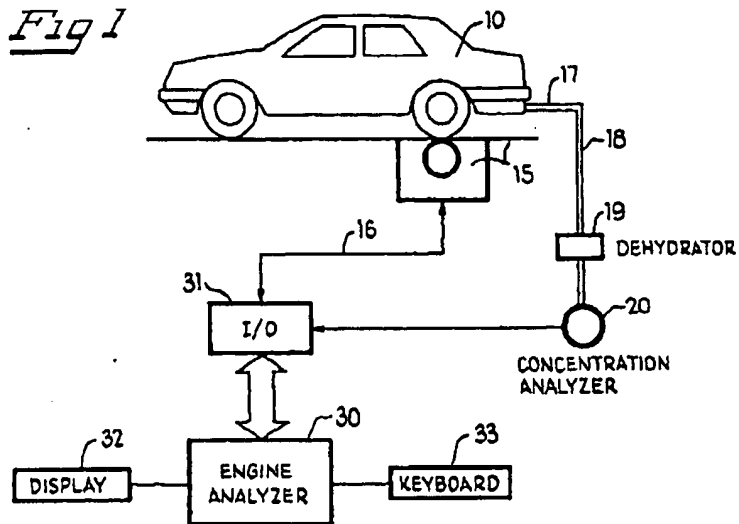 Fig 1
10
17
18
15
19
DEHYDRATOR
16
31
I/O
20
CONCENTRATION
ANALYZER
30
32
33
DISPLAY
ENGINE
ANALYZER
KEYBOARD